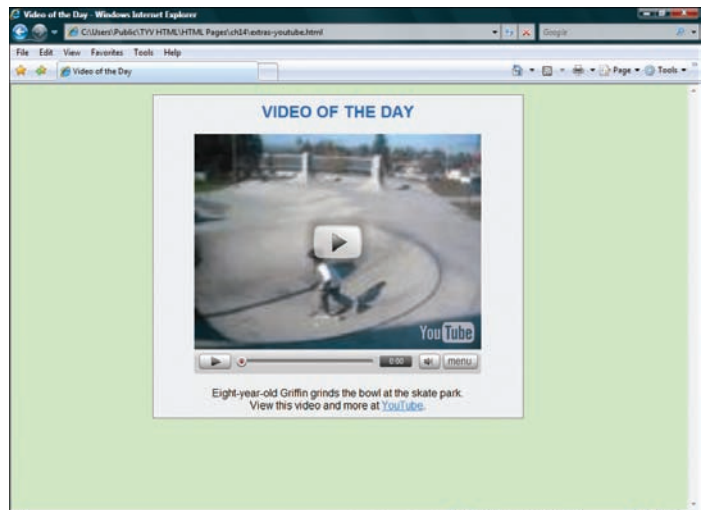 Video of the Day - Windows Internet Explorer
C:\Users\Public\TYV HTML\HTML Pages\ch14\extras-youtube.html
Google
File Edit View Favorites Tools Help
Video of the Day
Page Tools
VIDEO OF THE DAY
YouTube
0:00 menu
Eight-year-old Griffin grinds the bowl at the skate park.
View this video and more at YouTube.